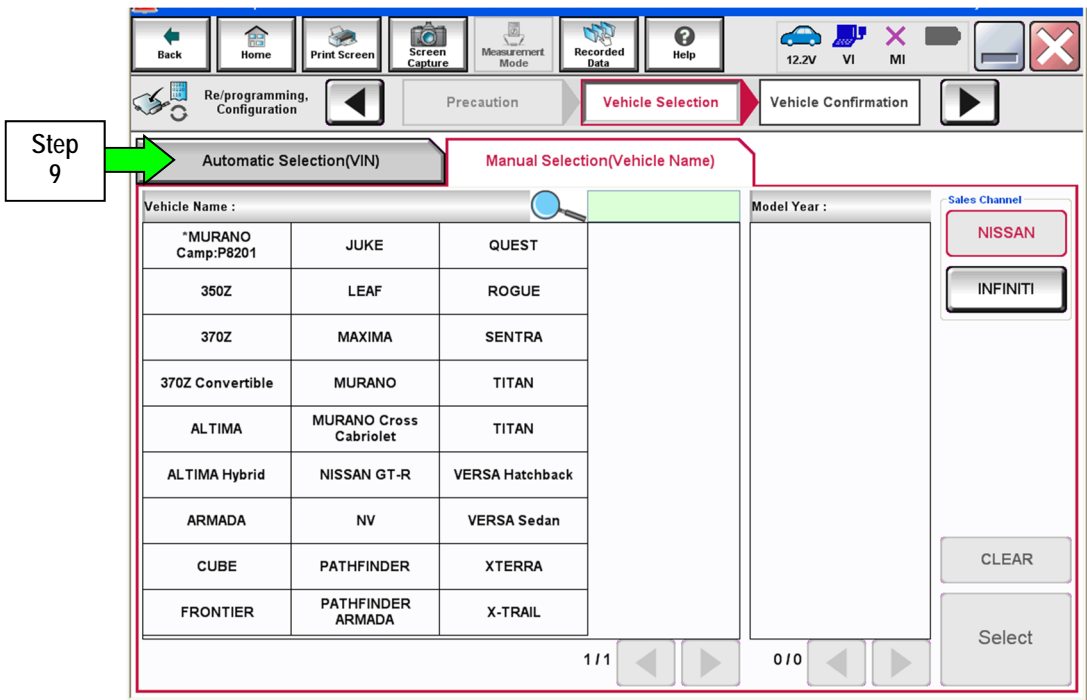 Back
Home
Print Screen
Screen
Capture
Measurement
Mode
Recorded
Data
Help
12.2V
VI
MI
Re/programming,
Configuration
Precaution
Vehicle Selection
Vehicle Confirmation
Step
9
Automatic Selection(VIN)
Manual Selection(Vehicle Name)
Vehicle Name :
Model Year :
Sales Channel
NISSAN
INFINITI
*MURANO
Camp:P8201
JUKE
QUEST
350Z
LEAF
ROGUE
370Z
MAXIMA
SENTRA
370Z Convertible
MURANO
TITAN
ALTIMA
MURANO Cross
Cabriolet
TITAN
ALTIMA Hybrid
NISSAN GT-R
VERSA Hatchback
ARMADA
NV
VERSA Sedan
CUBE
PATHFINDER
XTERRA
FRONTIER
PATHFINDER
ARMADA
X-TRAIL
CLEAR
Select
1/1
0/0